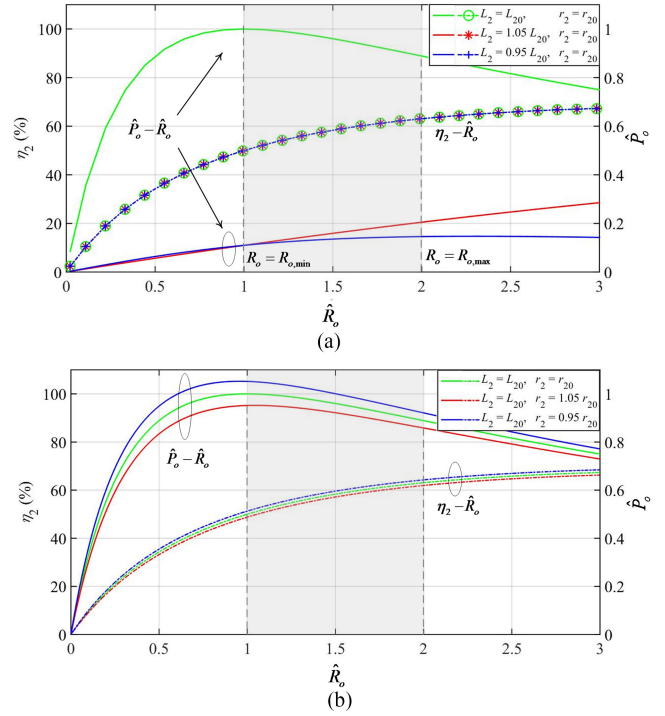 (a)
L₂ = L₂₀, r₂ = r₂₀
L₂ = 1.05 L₂₀, r₂ = r₂₀
L₂ = 0.95 L₂₀, r₂ = r₂₀
100
80
60
40
20
0
η₂ (%)
1
0.8
0.6
0.4
0.2
0
P̂ₒ
P̂ₒ – R̂ₒ
η₂ – R̂ₒ
Rₒ = Rₒ,min
Rₒ = Rₒ,max
0 0.5 1 1.5 2 2.5 3
R̂ₒ
(a)
L₂ = L₂₀, r₂ = r₂₀
L₂ = L₂₀, r₂ = 1.05 r₂₀
L₂ = L₂₀, r₂ = 0.95 r₂₀
100
80
60
40
20
0
η₂ (%)
1
0.8
0.6
0.4
0.2
0
P̂ₒ
P̂ₒ – R̂ₒ
η₂ – R̂ₒ
0 0.5 1 1.5 2 2.5 3
R̂ₒ
(b)